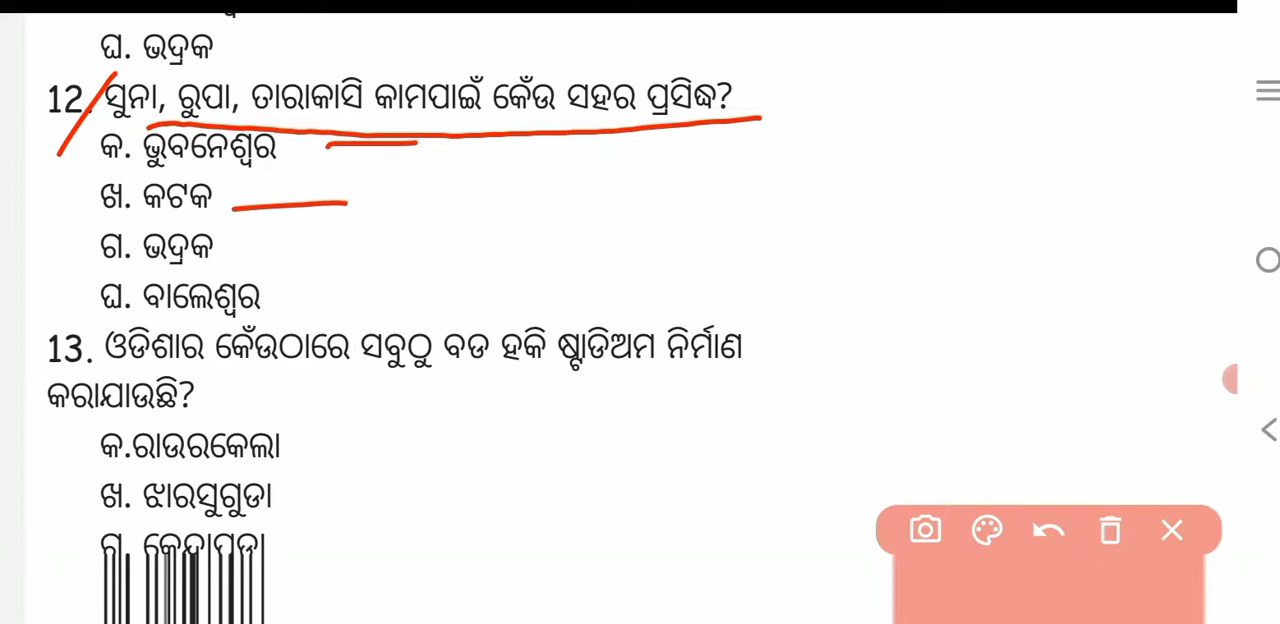 ଘ. ଭଦ୍ରକ
12. ସୁନା, ରୁପା, ତାରାକାସି କାମପାଇଁ କେଁଉ ସହର ପ୍ରସିଦ୍ଧ?
କ. ଭୁବନେଶ୍ୱର
ଖ. କଟକ
ଗ. ଭଦ୍ରକ
ଘ. ବାଲେଶ୍ୱର
13. ଓଡିଶାର କେଁଉଠାରେ ସବୁଠୁ ବଡ ହକି ଷ୍ଟାଡିଅମ ନିର୍ମାଣ
କରାଯାଉଛି?
କ.ରାଉରକେଲା
ଖ. ଝାରସୁଗୁଡା
ଗ.